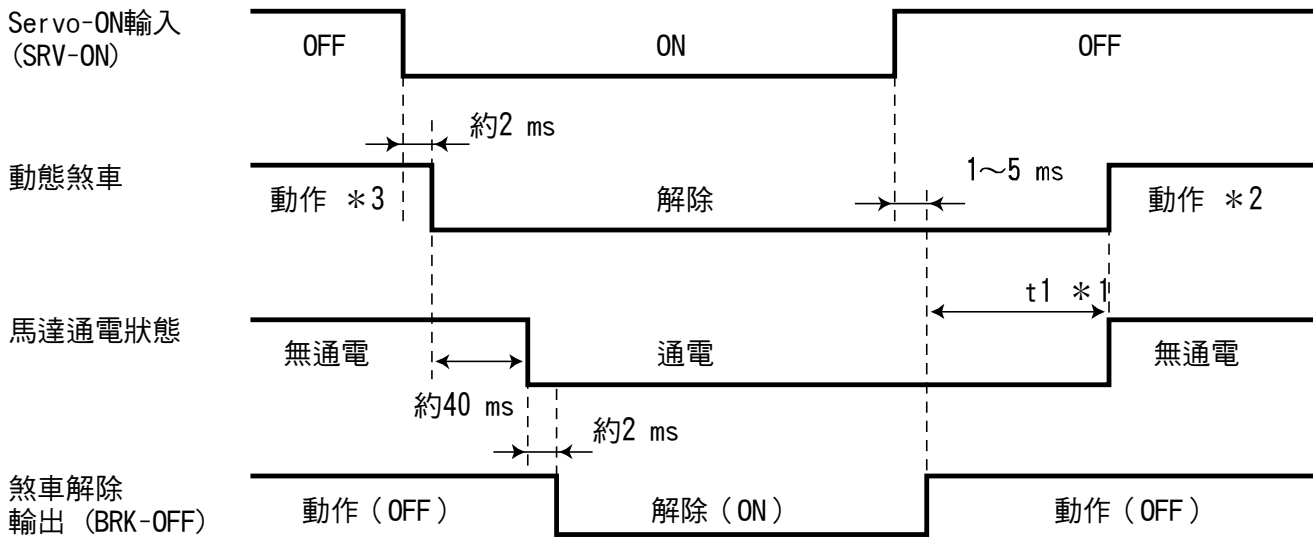 Servo-ON輸入
(SRV-ON)
OFF
ON
OFF
約2 ms
動態煞車
1～5 ms
動作 ＊3
解除
動作 ＊2
t1 ＊1
馬達通電狀態
無通電
通電
無通電
約40 ms
約2 ms
煞車解除
輸出 (BRK-OFF)
動作（OFF）
解除（ON）
動作（OFF）